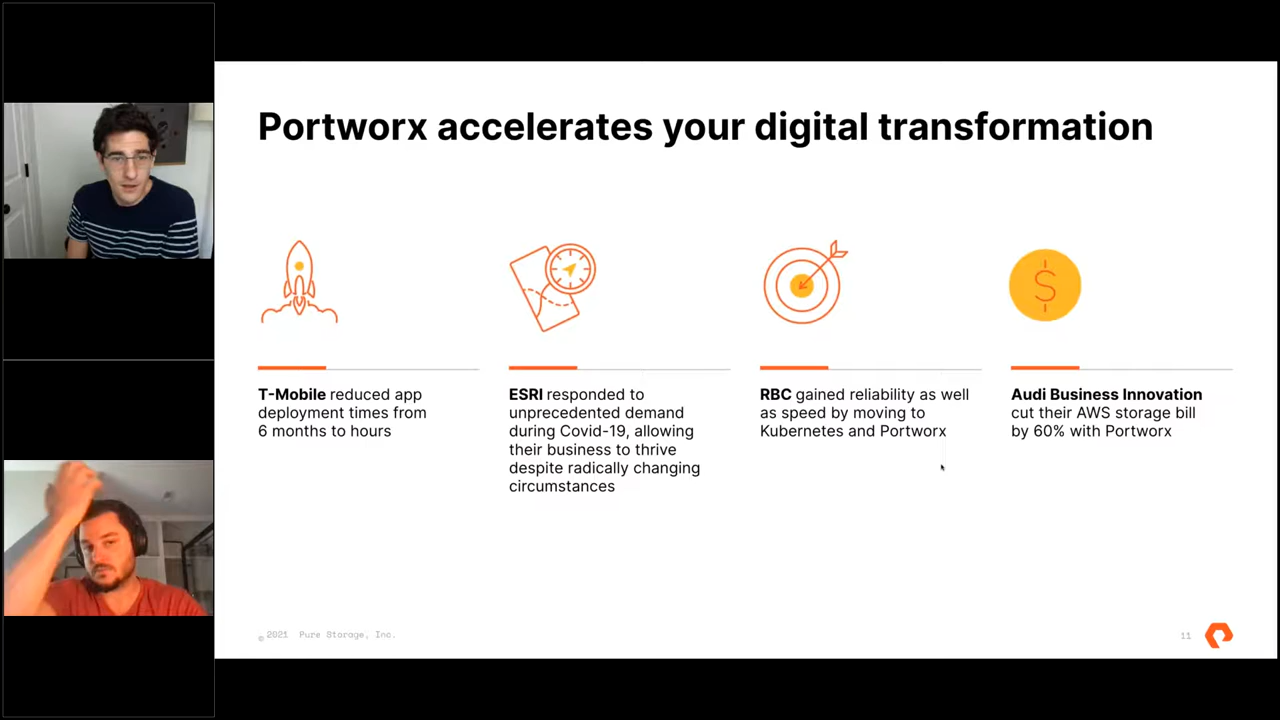 Portworx accelerates your digital transformation
T-Mobile reduced app
deployment times from
6 months to hours
ESRI responded to
unprecedented demand
during Covid-19, allowing
their business to thrive
despite radically changing
circumstances
RBC gained reliability as well
as speed by moving to
Kubernetes and Portworx
Audi Business Innovation
cut their AWS storage bill
by 60% with Portworx
© 2021 Pure Storage, Inc.
11